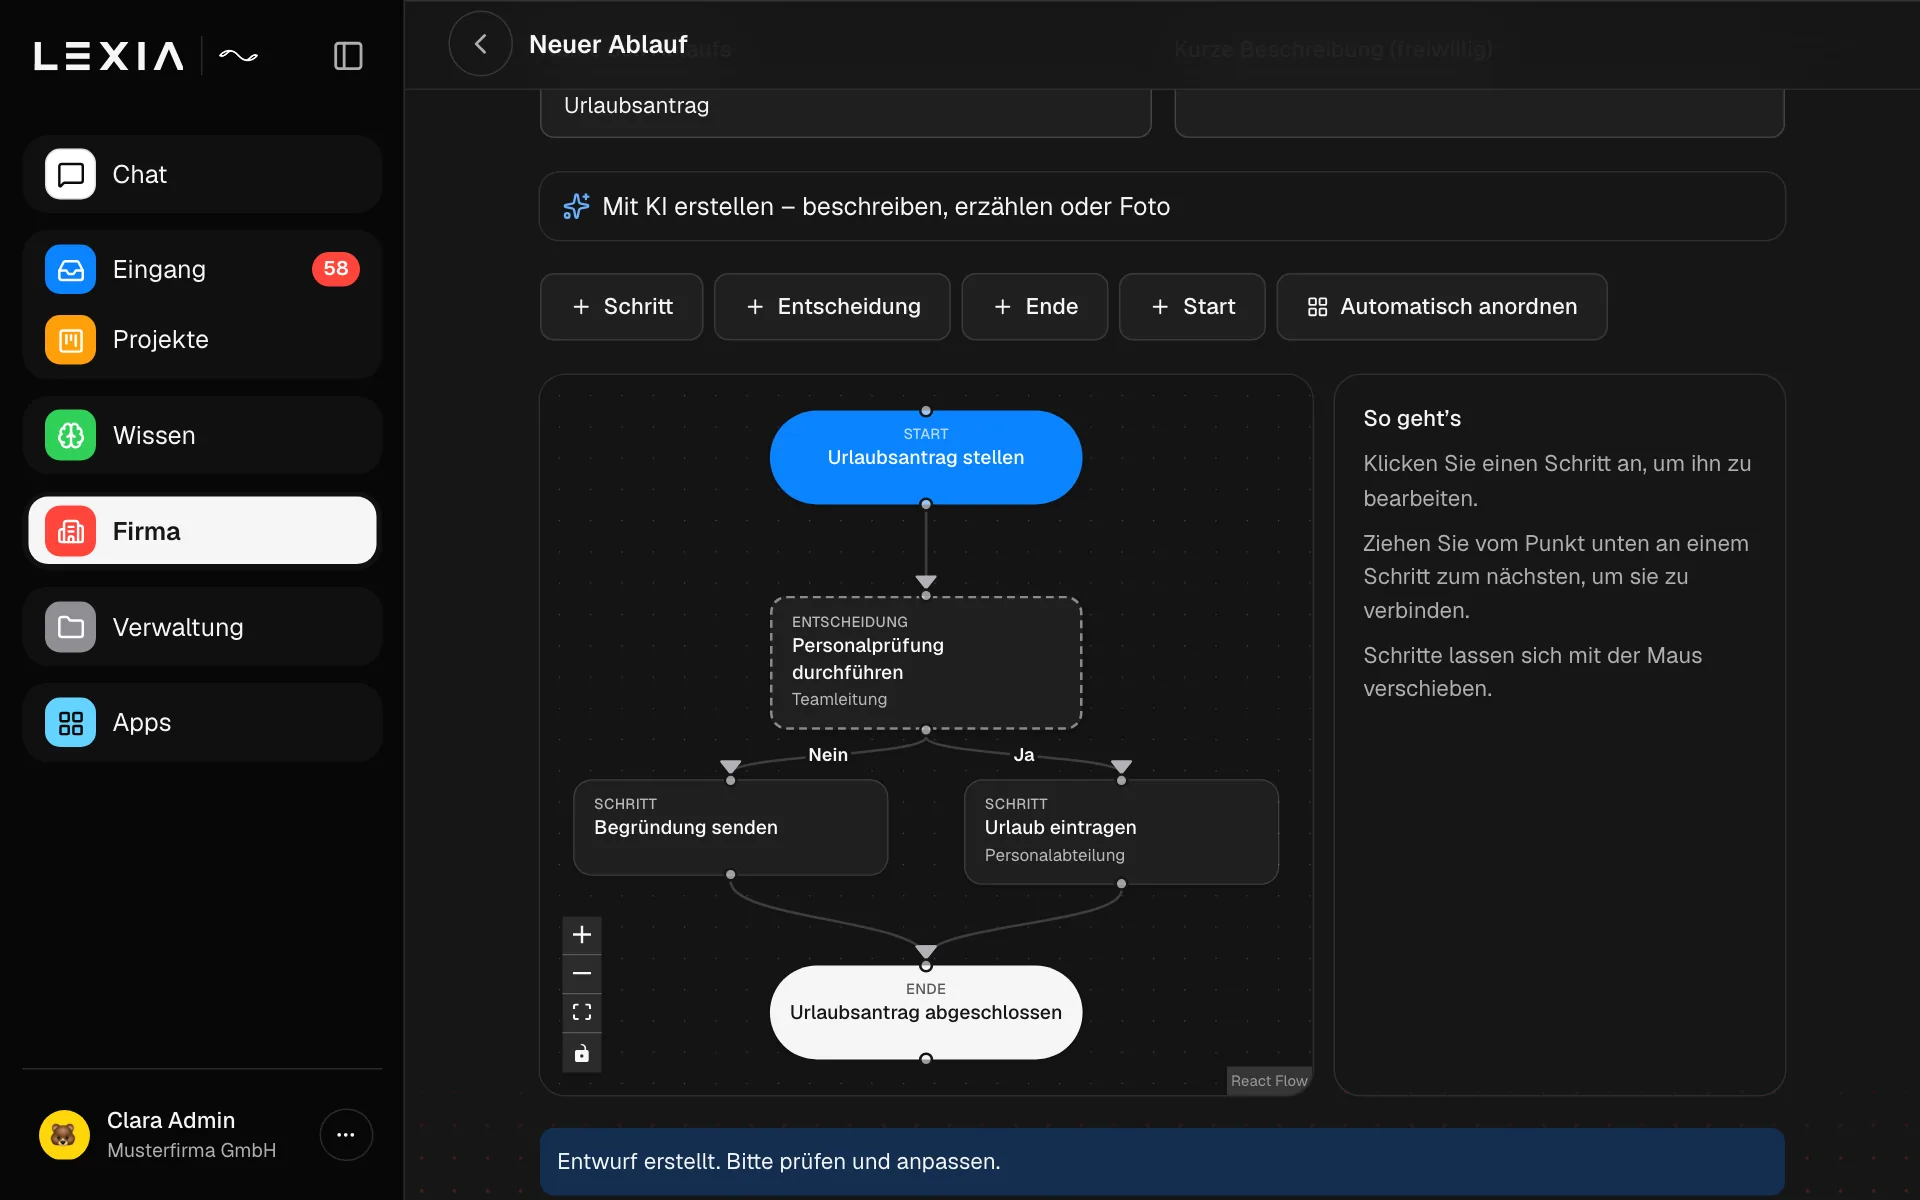 LEXIA
Chat
Eingang
58
Projekte
Wissen
Firma
Verwaltung
Apps
Clara Admin
Musterfirma GmbH
Neuer Ablauf
aufs
Kurze Beschreibung (freiwillig)
Urlaubsantrag
Mit KI erstellen – beschreiben, erzählen oder Foto
Schritt
Entscheidung
Ende
Start
Automatisch anordnen
START
Urlaubsantrag stellen
ENTSCHEIDUNG
Personalprüfung
durchführen
Teamleitung
Nein
Ja
SCHRITT
Begründung senden
SCHRITT
Urlaub eintragen
Personalabteilung
ENDE
Urlaubsantrag abgeschlossen
React Flow
So geht’s
Klicken Sie einen Schritt an, um ihn zu
bearbeiten.
Ziehen Sie vom Punkt unten an einem
Schritt zum nächsten, um sie zu
verbinden.
Schritte lassen sich mit der Maus
verschieben.
Entwurf erstellt. Bitte prüfen und anpassen.